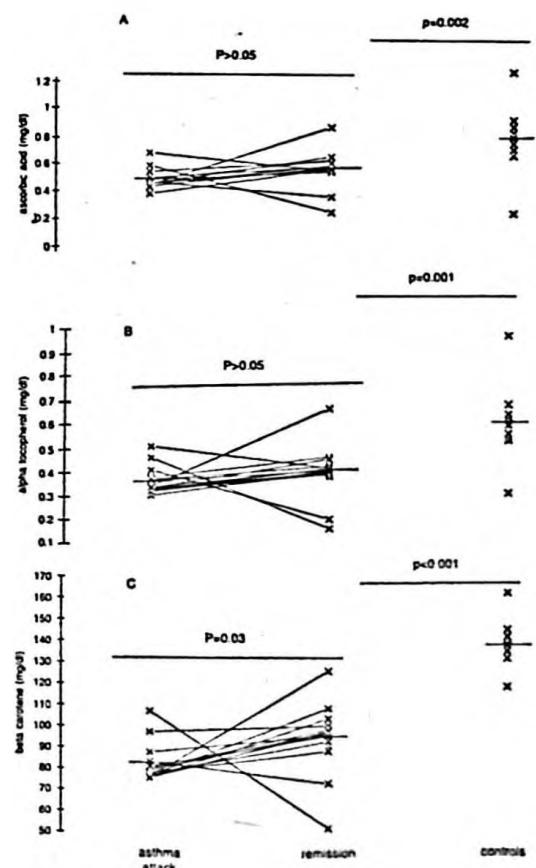 A
p=0.002
P>0.05
ascorbic acid (mg/dl)
1.2
1
0.8
0.6
0.4
0.2
0
p=0.001
B
P>0.05
alpha tocopherol (mg/dl)
1
0.9
0.8
0.7
0.6
0.5
0.4
0.3
0.2
0.1
p<0.001
C
P=0.03
beta carotene (mg/dl)
170
160
150
140
130
120
110
100
90
80
70
60
50
asthma
attack
remission
controls